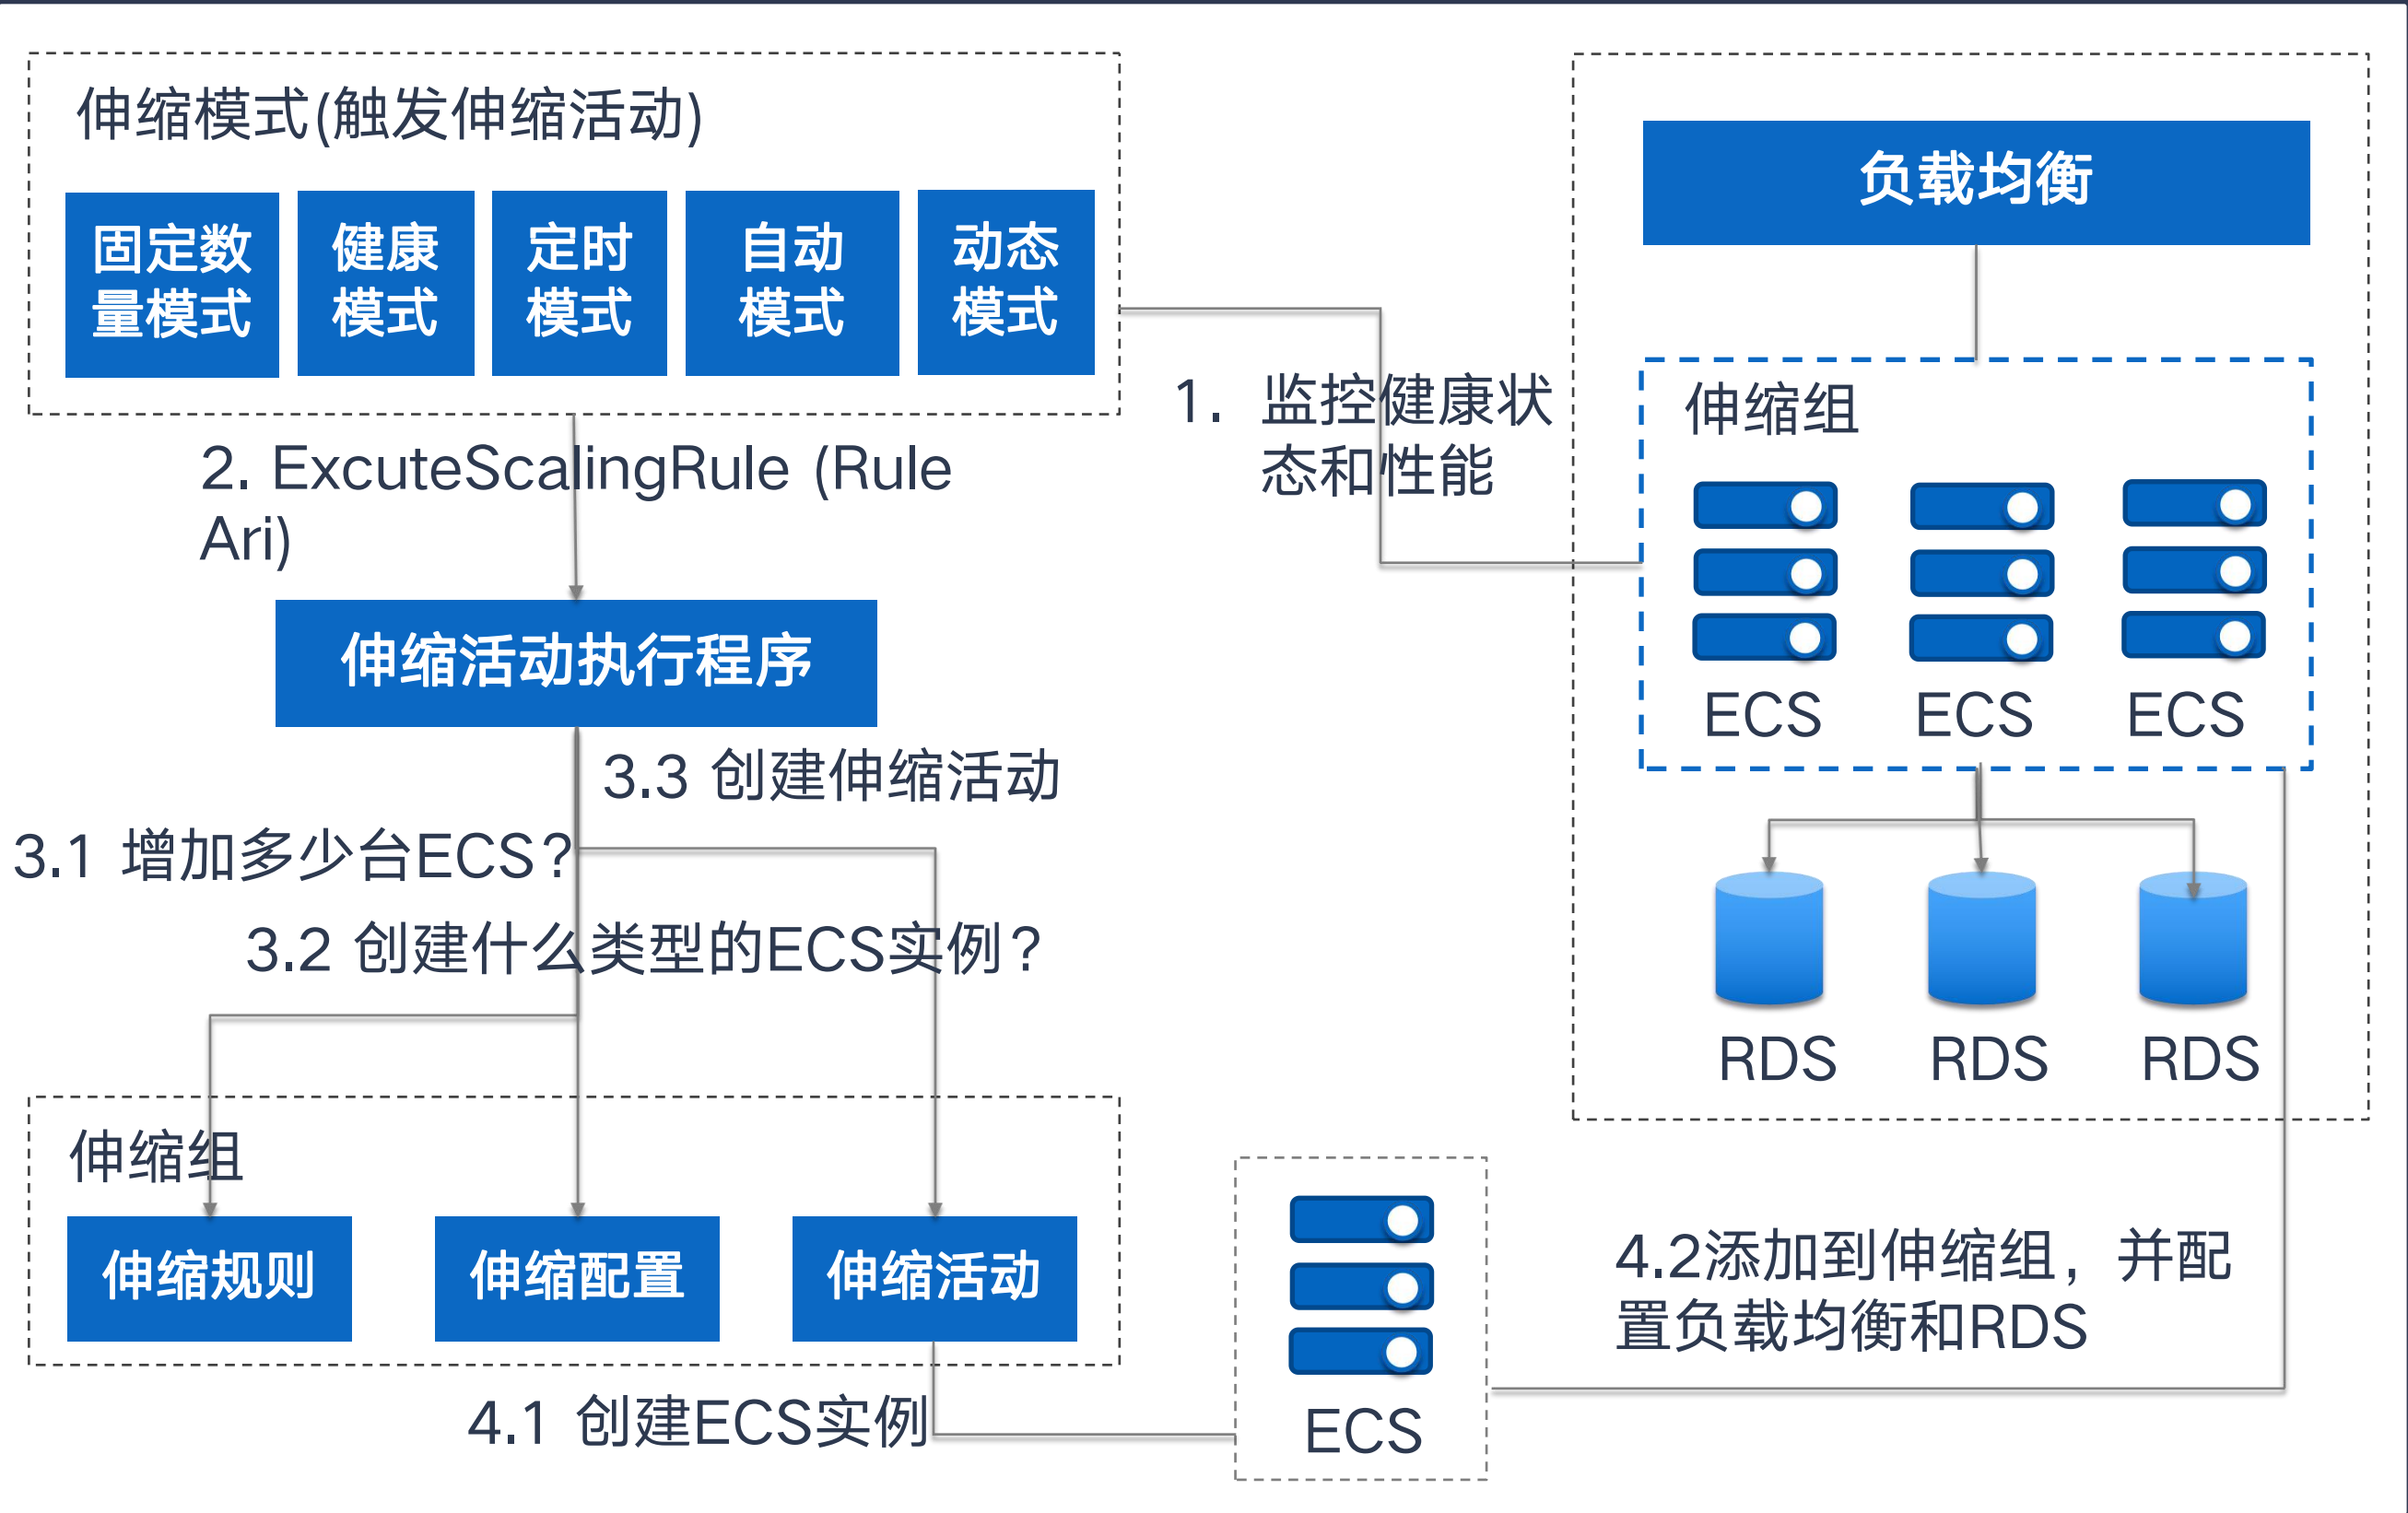 伸缩模式(触发伸缩活动)
固定数
量模式
健康
模式
定时
模式
自动
模式
动态
模式
负载均衡
1. 监控健康状
态和性能
伸缩组
ECS
ECS
ECS
2. ExcuteScalingRule (Rule
Ari)
伸缩活动执行程序
3.3 创建伸缩活动
3.1 增加多少台ECS？
3.2 创建什么类型的ECS实例？
RDS
RDS
RDS
伸缩组
伸缩规则
伸缩配置
伸缩活动
4.1 创建ECS实例
ECS
4.2添加到伸缩组，并配
置负载均衡和RDS